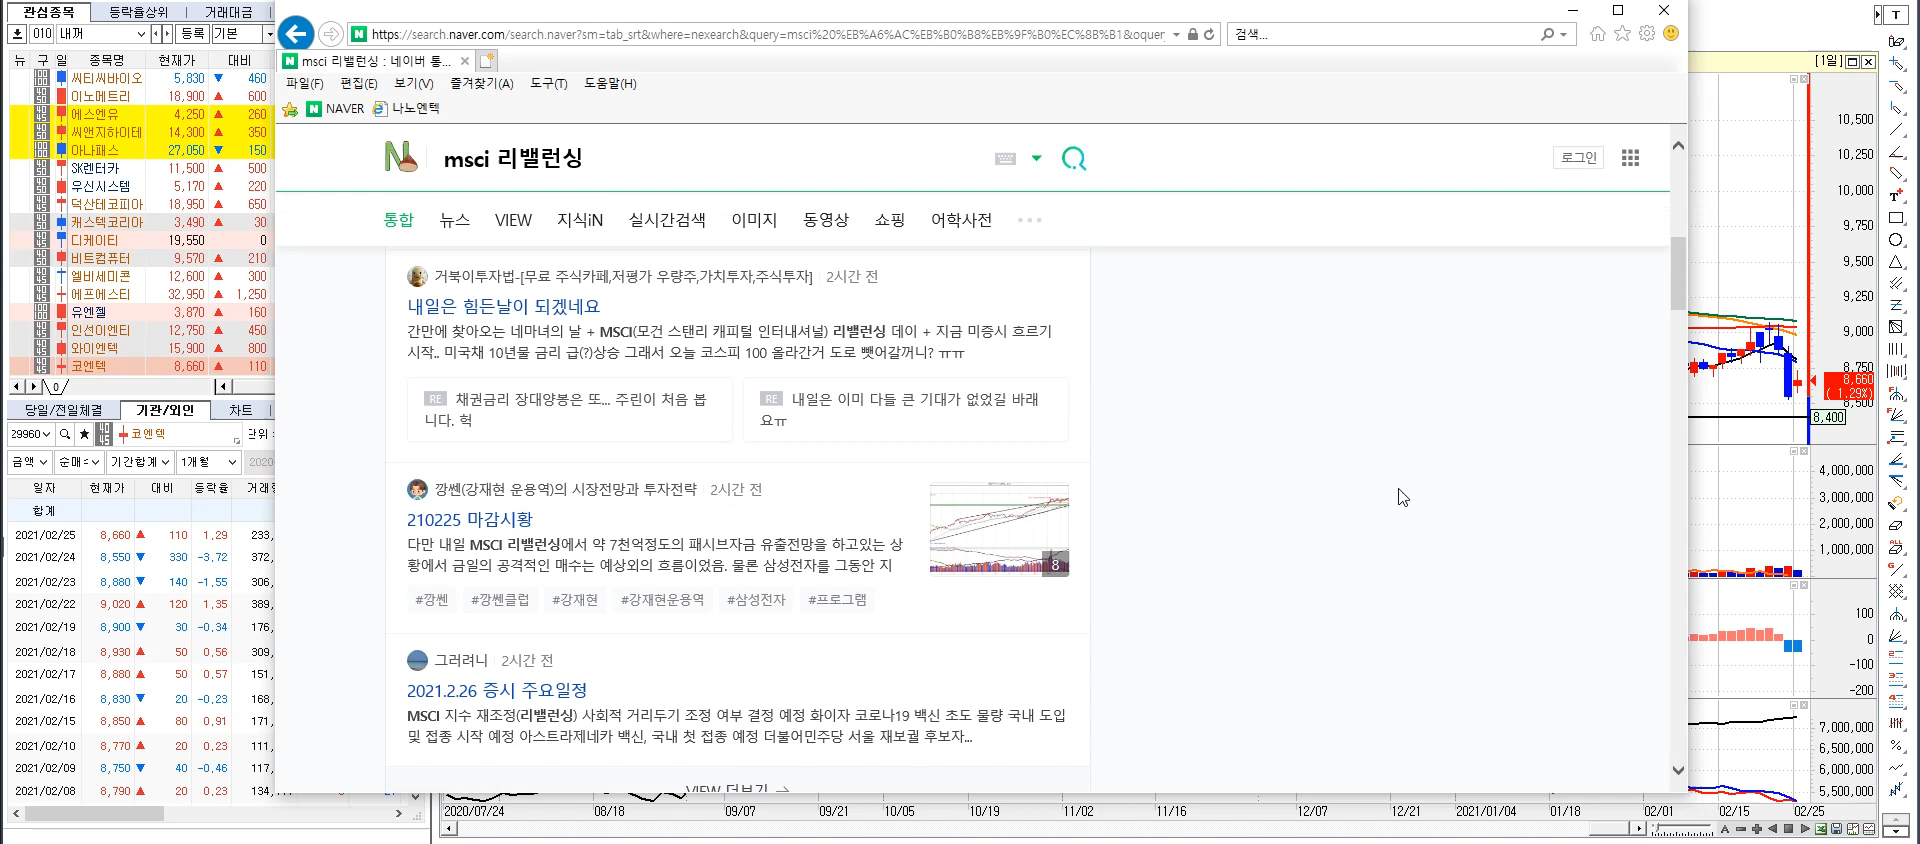 관심종목 등락율상위 거래대금
010 내꺼 등록 기본
뉴 구 일 종목명 현재가 대비
씨티씨바이오 5,830 ▼ 460
이노메트리 18,900 ▲ 600
에스엔유 4,250 ▲ 260
씨앤지하이테 14,300 ▲ 350
아나패스 27,050 ▼ 150
SK렌터카 11,500 ▲ 500
우신시스템 5,170 ▲ 220
덕산테코피아 18,950 ▲ 650
캐스텍코리아 3,490 ▲ 30
디케이티 19,550 0
비트컴퓨터 9,570 ▲ 210
엘비세미콘 12,600 ▲ 300
에프에스티 32,950 ▲ 1,250
유엔젤 3,870 ▲ 160
인선이엔티 12,750 ▲ 450
와이엔텍 15,900 ▲ 800
코엔텍 8,660 ▲ 110
0
당일/전일체결 기관/외인 차트
29960 코엔텍 단위
금액 순매 기간합계 1개월 2020
일자 현재가 대비 등락율
합계
2021/02/25 8,660 ▲ 110 1.29 233,
2021/02/24 8,550 ▼ 330 -3.72 372,
2021/02/23 8,880 ▼ 140 -1.55 306,
2021/02/22 9,020 ▲ 120 1.35 389,
2021/02/19 8,900 ▼ 30 -0.34 176,
2021/02/18 8,930 ▲ 50 0.56 309,
2021/02/17 8,880 ▲ 50 0.57 151,
2021/02/16 8,830 ▼ 20 -0.23 168,
2021/02/15 8,850 ▲ 80 0.91 171,
2021/02/10 8,770 ▲ 20 0.23 111,
2021/02/09 8,750 ▼ 40 -0.46 117,
2021/02/08 8,790 ▲ 20 0.23 134,
https://search.naver.com/search.naver?sm=tab_srt&where=nexearch&query=msci%20%EB%A6%AC%EB%B0%B8%EB%9F%B0%EC%8B%B1&oquer
검색...
msci 리밸런싱 : 네이버 통...
파일(F) 편집(E) 보기(V) 즐겨찾기(A) 도구(T) 도움말(H)
NAVER 나노엔텍
msci 리밸런싱
로그인
통합 뉴스 VIEW 지식iN 실시간검색 이미지 동영상 쇼핑 어학사전
거북이투자법-[무료 주식카페,저평가 우량주,가치투자,주식투자] 2시간 전
내일은 힘든날이 되겠네요
간만에 찾아오는 네마녀의 날 + MSCI(모건 스탠리 캐피털 인터내셔널) 리밸런싱 데이 + 지금 미증시 흐르기
시작.. 미국채 10년물 금리 급(?)상승 그래서 오늘 코스피 100 올라간거 도로 뺏어갈꺼니? ㅠㅠ
RE 채권금리 장대양봉은 또... 주린이 처음 봅
니다. 헉
RE 내일은 이미 다들 큰 기대가 없었길 바래
요ㅠ
깡쎈(강재현 운용역)의 시장전망과 투자전략 2시간 전
210225 마감시황
다만 내일 MSCI 리밸런싱에서 약 7천억정도의 패시브자금 유출전망을 하고있는 상
황에서 금일의 공격적인 매수는 예상외의 흐름이었음. 물론 삼성전자를 그동안 지
8
#깡쎈 #깡쎈클럽 #강재현 #강재현운용역 #삼성전자 #프로그램
그러려니 2시간 전
2021.2.26 증시 주요일정
MSCI 지수 재조정(리밸런싱) 사회적 거리두기 조정 여부 결정 예정 화이자 코로나19 백신 초도 물량 국내 도입
및 접종 시작 예정 아스트라제네카 백신, 국내 첫 접종 예정 더불어민주당 서울 재보궐 후보자...
VIEW 더보기 →
[1일]
10,500
10,250
10,000
9,750
9,500
9,250
9,000
8,750
8,660
( 1.29%)
8,500
8,400
4,000,000
3,000,000
2,000,000
1,000,000
100
0
-100
-200
7,000,000
6,500,000
6,000,000
5,500,000
2020/07/24 08/18 09/07 09/21 10/05 10/19 11/02 11/16 12/07 12/21 2021/01/04 01/18 02/01 02/15 02/25